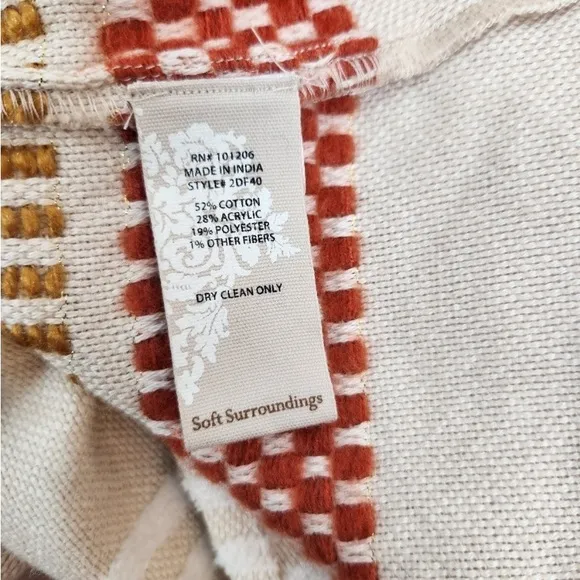 RN# 101206
MADE IN INDIA
STYLE# 2DF40
52% COTTON
28% ACRYLIC
19% POLYESTER
1% OTHER FIBERS
DRY CLEAN ONLY
Soft Surroundings